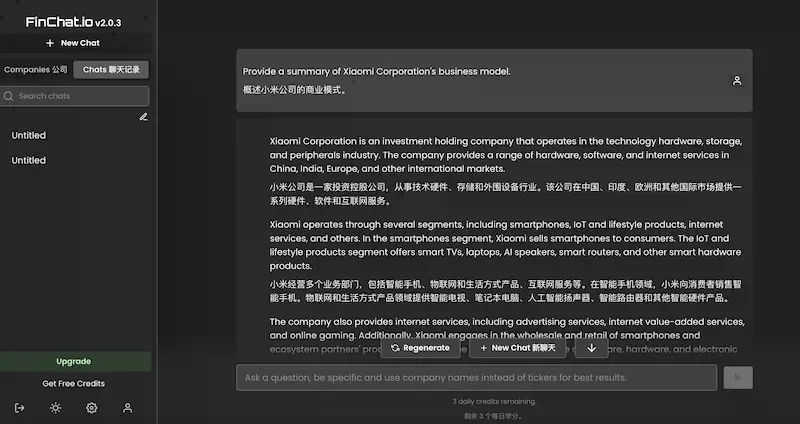 FinChat.io v2.0.3
+ New Chat
Companies 公司
Chats 聊天记录
Search chats
Untitled
Untitled
Upgrade
Get Free Credits
Provide a summary of Xiaomi Corporation's business model.
概述小米公司的商业模式。
Xiaomi Corporation is an investment holding company that operates in the technology hardware, storage,
and peripherals industry. The company provides a range of hardware, software, and internet services in
China, India, Europe, and other international markets.
小米公司是一家投资控股公司，从事技术硬件、存储和外围设备行业。该公司在中国、印度、欧洲和其他国际市场提供一
系列硬件、软件和互联网服务。
Xiaomi operates through several segments, including smartphones, IoT and lifestyle products, internet
services, and others. In the smartphones segment, Xiaomi sells smartphones to consumers. The IoT and
lifestyle products segment offers smart TVs, laptops, AI speakers, smart routers, and other smart hardware
products.
小米经营多个业务部门，包括智能手机、物联网和生活方式产品、互联网服务等。在智能手机领域，小米向消费者销售智
能手机。物联网和生活方式产品领域提供智能电视、笔记本电脑、人工智能扬声器、智能路由器和其他智能硬件产品。
The company also provides internet services, including advertising services, internet value-added services,
and online gaming. Additionally, Xiaomi engages in the wholesale and retail of smartphones and
ecosystem partners' hardware, and electronic
Regenerate
+ New Chat 新聊天
Ask a question, be specific and use company names instead of tickers for best results.
3 daily credits remaining.
剩余 3 个每日学分。